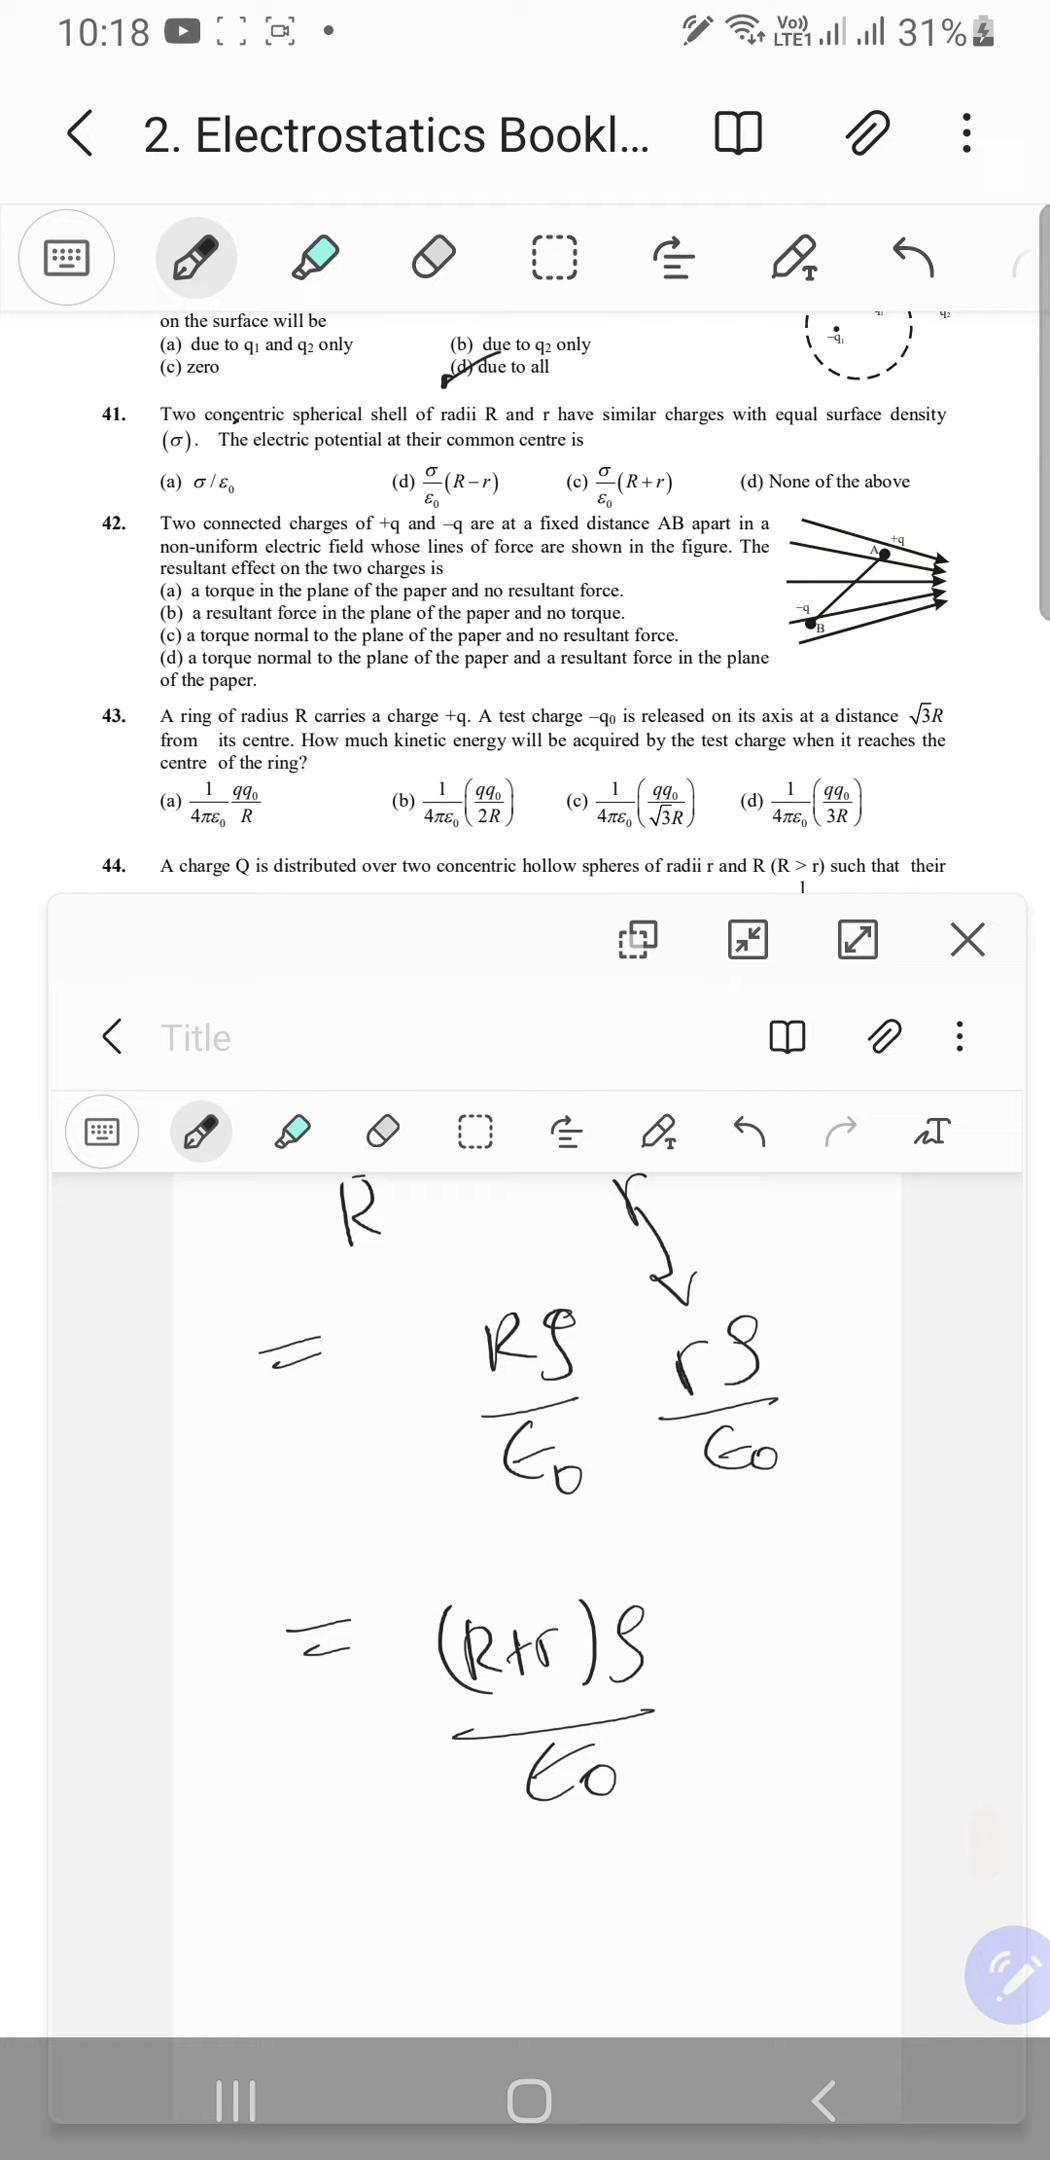 10:18 Vo)) LTE1 31%
2. Electrostatics Bookl...
on the surface will be
(a) due to q₁ and q₂ only (b) due to q₂ only
(c) zero (d) due to all
–q₁ q₂
41. Two concentric spherical shell of radii R and r have similar charges with equal surface density
(σ). The electric potential at their common centre is
(a) σ / ε₀ (d) σ/ε₀ (R − r) (c) σ/ε₀ (R + r) (d) None of the above
42. Two connected charges of +q and –q are at a fixed distance AB apart in a
non-uniform electric field whose lines of force are shown in the figure. The
resultant effect on the two charges is
(a) a torque in the plane of the paper and no resultant force.
(b) a resultant force in the plane of the paper and no torque.
(c) a torque normal to the plane of the paper and no resultant force.
(d) a torque normal to the plane of the paper and a resultant force in the plane
of the paper.
+q
A
–q
B
43. A ring of radius R carries a charge +q. A test charge –q₀ is released on its axis at a distance √3R
from its centre. How much kinetic energy will be acquired by the test charge when it reaches the
centre of the ring?
(a) 1/4πε₀ qq₀/R (b) 1/4πε₀ (qq₀/2R) (c) 1/4πε₀ (qq₀/√3R) (d) 1/4πε₀ (qq₀/3R)
44. A charge Q is distributed over two concentric hollow spheres of radii r and R (R > r) such that their
1
Title
R r
= Rρ/ε₀ rρ/ε₀
= (R+r)ρ/ε₀